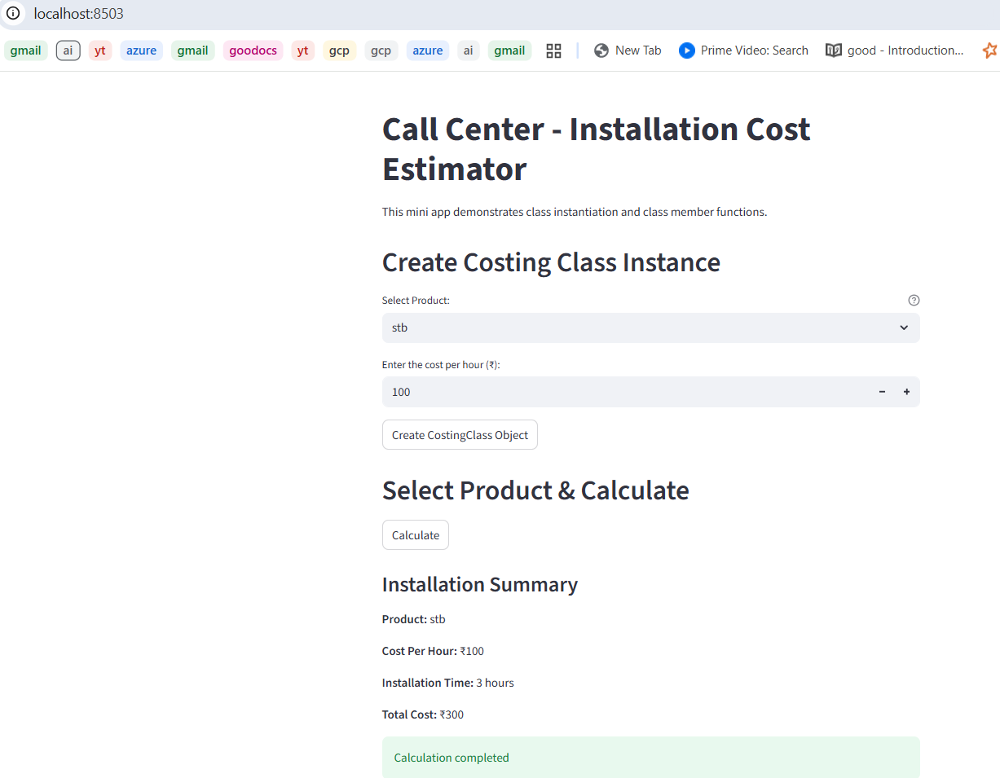 localhost:8503
gmail ai yt azure gmail goodocs yt gcp gcp azure ai gmail New Tab Prime Video: Search good - Introduction...
Call Center - Installation Cost
Estimator
This mini app demonstrates class instantiation and class member functions.
Create Costing Class Instance
Select Product:
stb
Enter the cost per hour (₹):
100
Create CostingClass Object
Select Product & Calculate
Calculate
Installation Summary
Product: stb
Cost Per Hour: ₹100
Installation Time: 3 hours
Total Cost: ₹300
Calculation completed